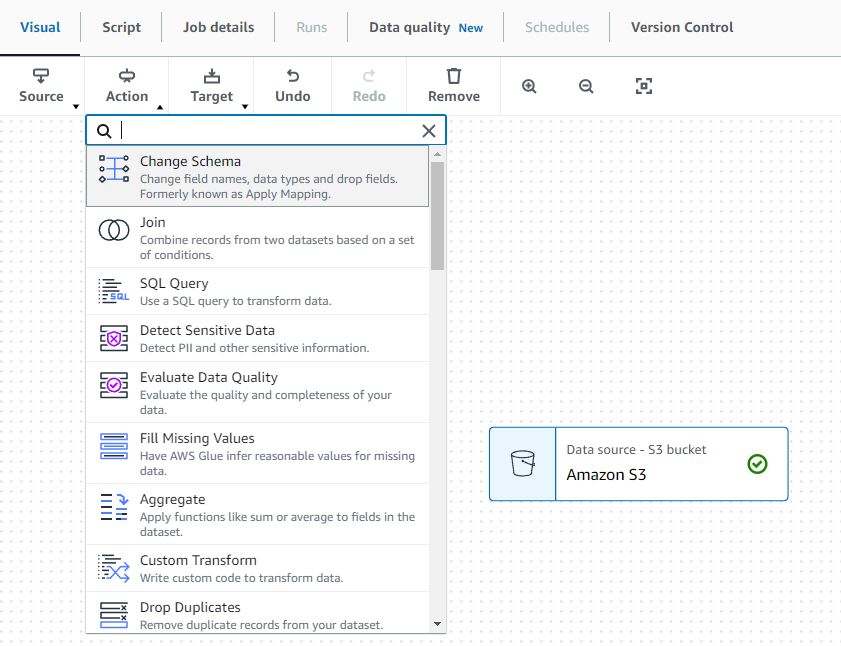 Visual Script Job details Runs Data quality New Schedules Version Control
Source Action Target Undo Redo Remove
Change Schema
Change field names, data types and drop fields.
Formerly known as Apply Mapping.
Join
Combine records from two datasets based on a set
of conditions.
SQL
SQL Query
Use a SQL query to transform data.
Detect Sensitive Data
Detect PII and other sensitive information.
Evaluate Data Quality
Evaluate the quality and completeness of your
data.
Fill Missing Values
Have AWS Glue infer reasonable values for missing
data.
Aggregate
Apply functions like sum or average to fields in the
dataset.
Custom Transform
Write custom code to transform data.
Drop Duplicates
Remove duplicate records from your dataset.
Data source - S3 bucket
Amazon S3